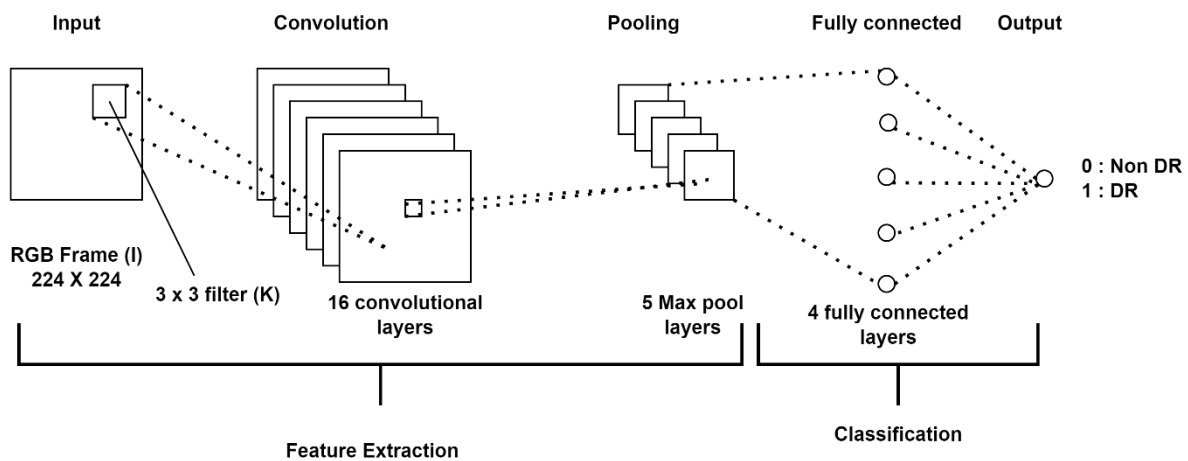 Input
Convolution
Pooling
Fully connected
Output
0 : Non DR
1 : DR
RGB Frame (I)
224 X 224
3 x 3 filter (K)
16 convolutional
layers
5 Max pool
layers
4 fully connected
layers
Feature Extraction
Classification